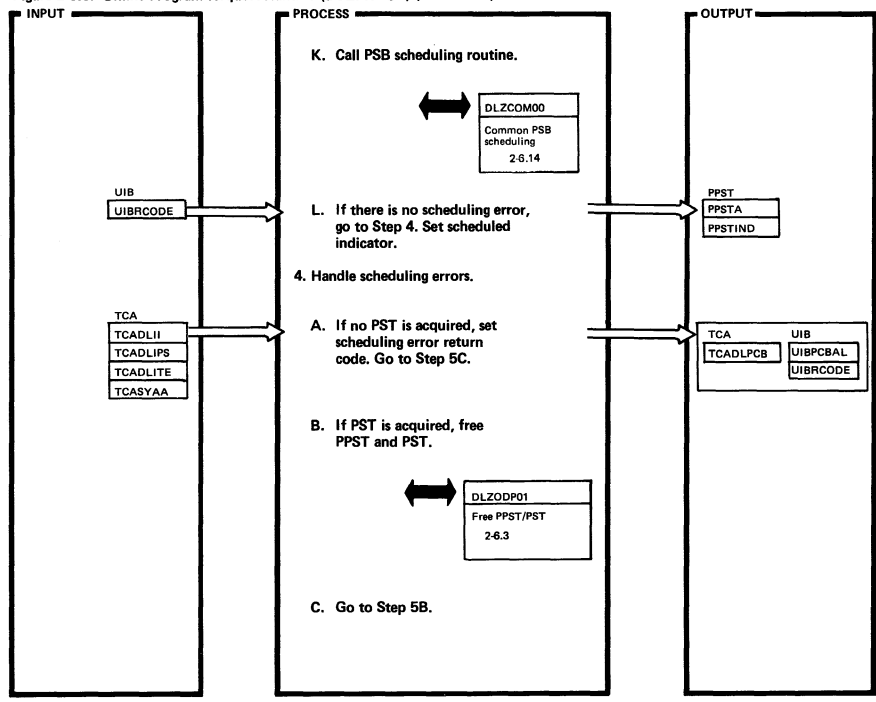 INPUT
PROCESS
OUTPUT
K. Call PSB scheduling routine.
DLZCOM00
Common PSB
scheduling
2-6.14
UIB
UIBRCODE
L. If there is no scheduling error,
go to Step 4. Set scheduled
indicator.
PPST
PPSTA
PPSTIND
4. Handle scheduling errors.
TCA
TCADLII
TCADLIPS
TCADLITE
TCASYAA
A. If no PST is acquired, set
scheduling error return
code. Go to Step 5C.
TCA
TCADLPCB
UIB
UIBPCBAL
UIBRCODE
B. If PST is acquired, free
PPST and PST.
DLZODP01
Free PPST/PST
2-6.3
C. Go to Step 5B.